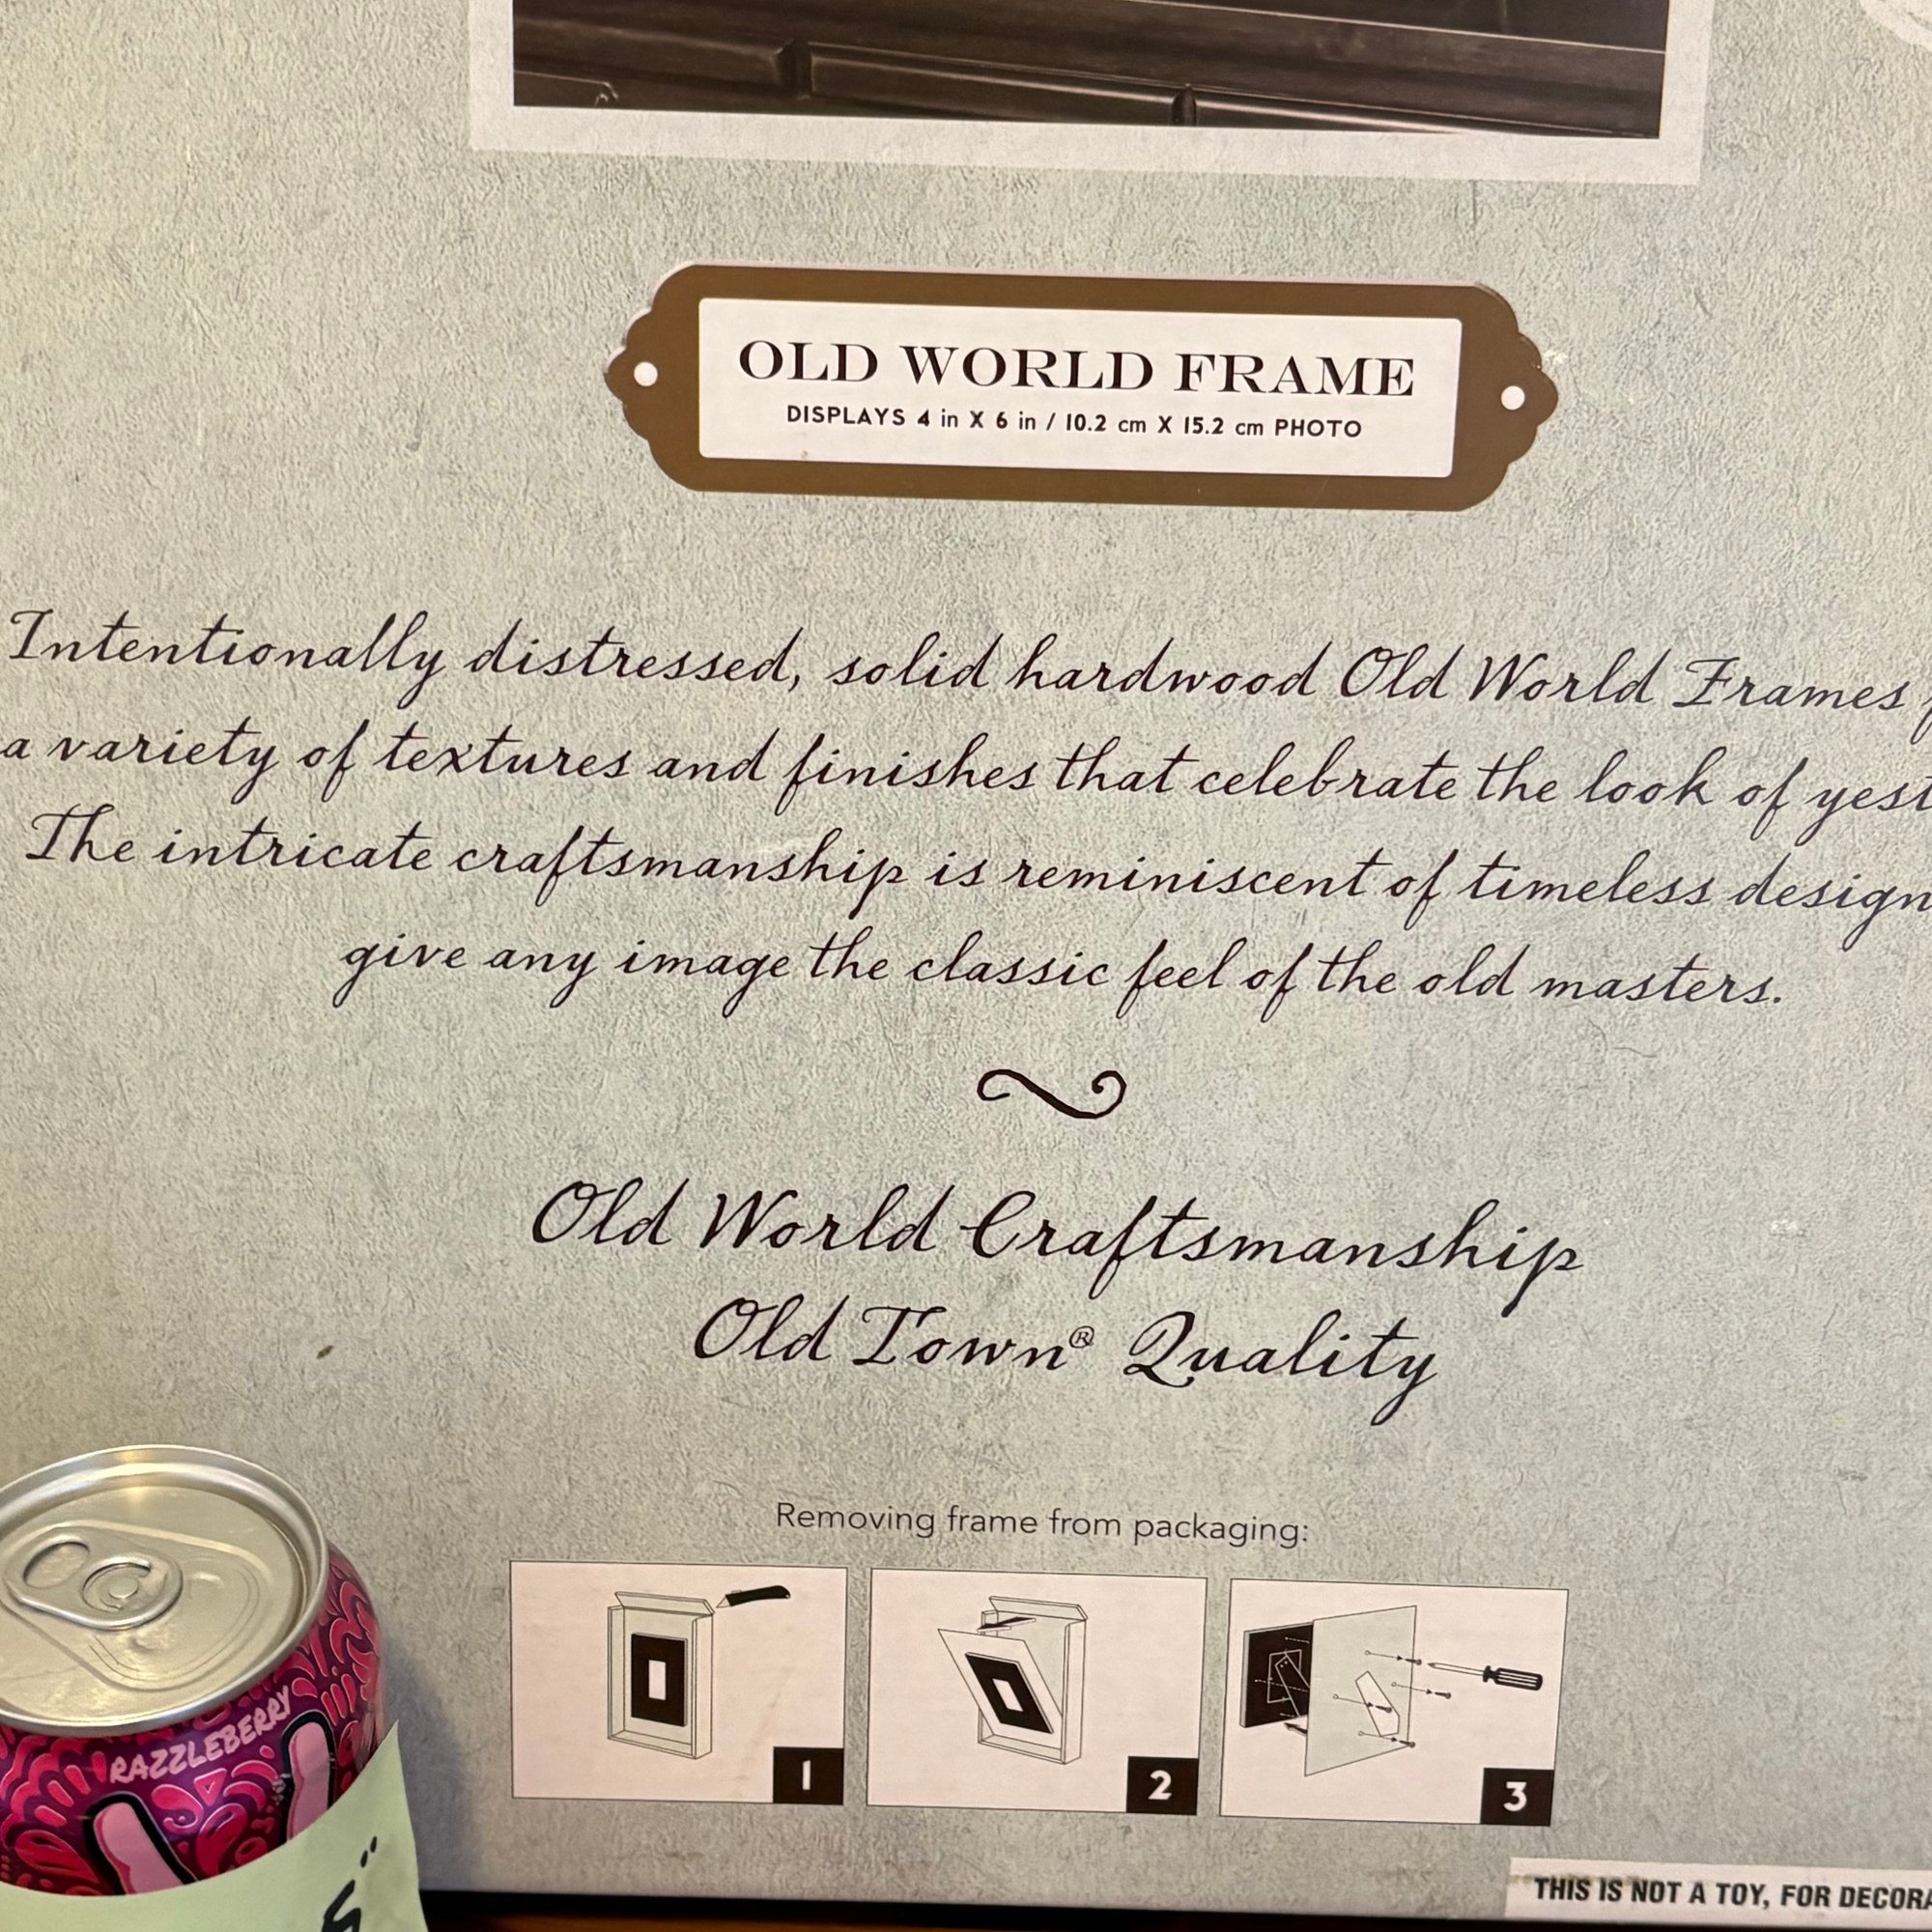 OLD WORLD FRAME
DISPLAYS 4 in X 6 in / 10.2 cm X 15.2 cm PHOTO
Intentionally distressed, solid hardwood Old World Frames
a variety of textures and finishes that celebrate the look of
The intricate craftsmanship is reminiscent of timeless
give any image the classic feel of the old masters.
Old World Craftsmanship
Old Town® Quality
Removing frame from packaging:
1 2 3
RAZZLEBERRY
THIS IS NOT A TOY, FOR